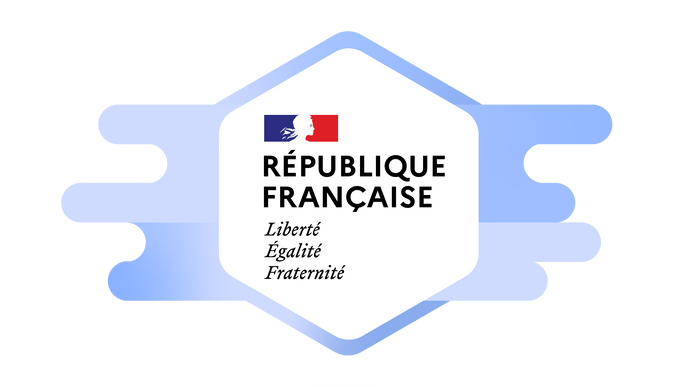 RÉPUBLIQUE
FRANÇAISE
Liberté
Égalité
Fraternité